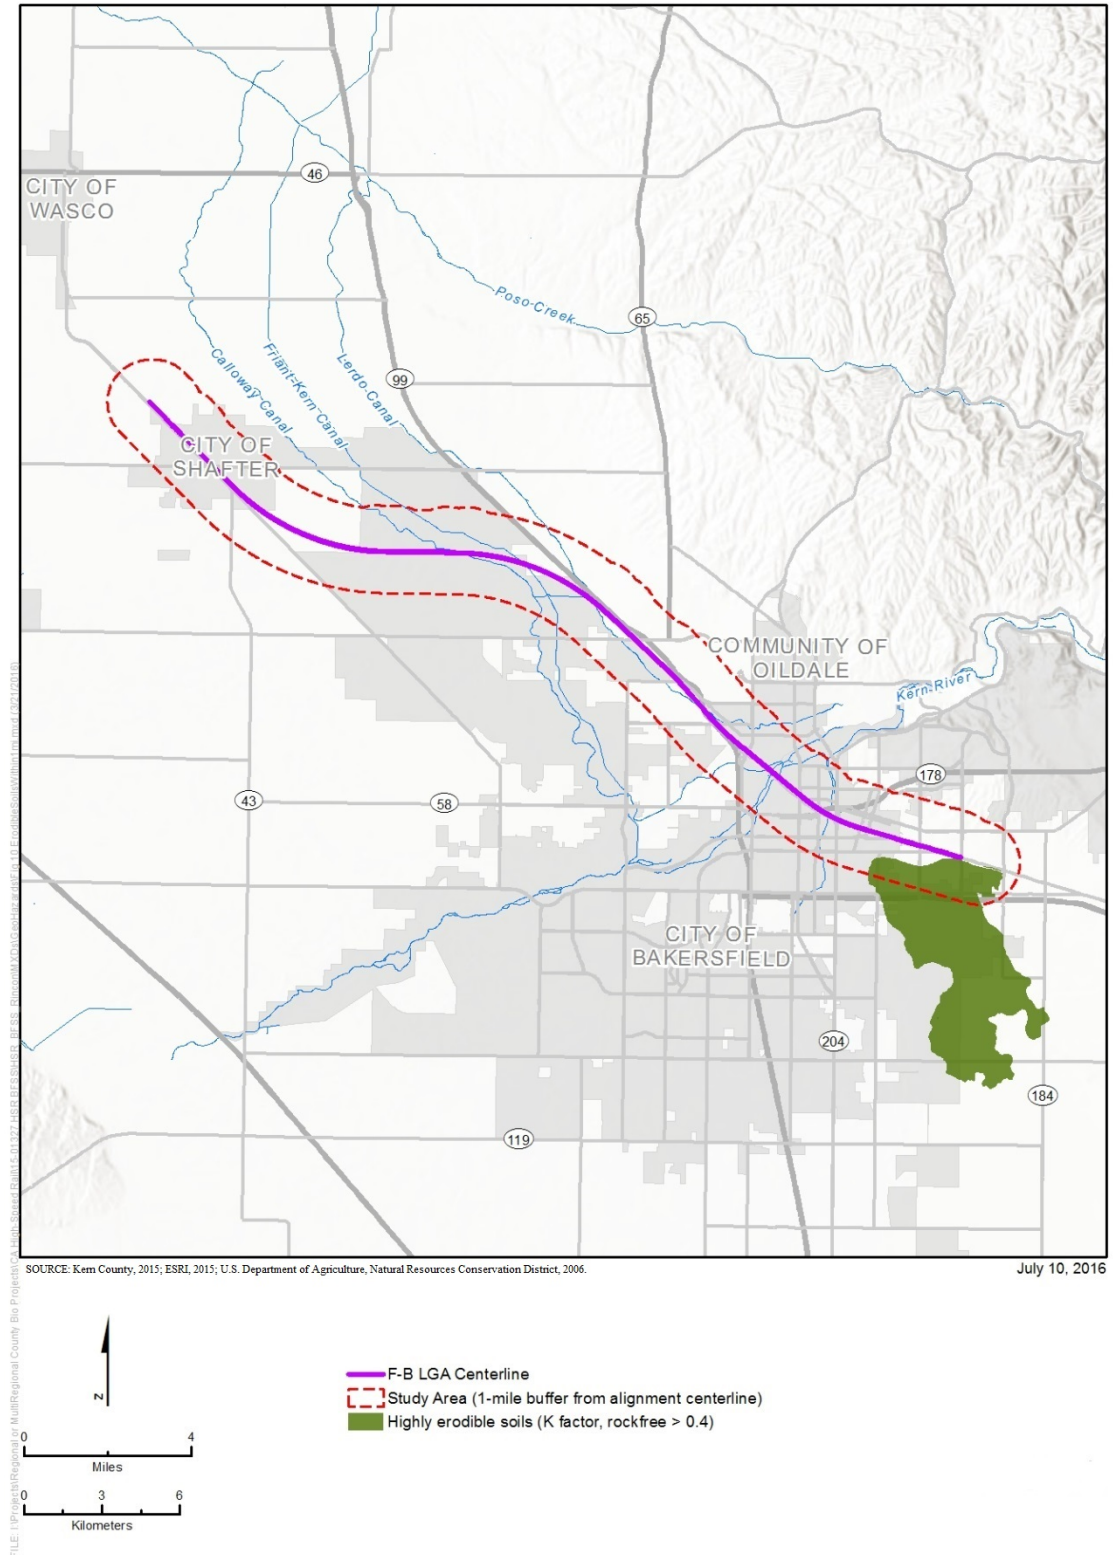 46
CITY OF
WASCO
Poso-Creek
65
99
Calloway-Canal
Friant-Kern-Canal
Lerdo-Canal
CITY OF
SHAFTER
COMMUNITY OF
OILDALE
Kern-River
178
43
58
CITY OF
BAKERSFIELD
204
184
119
SOURCE: Kern County, 2015; ESRI, 2015; U.S. Department of Agriculture, Natural Resources Conservation District, 2006.
July 10, 2016
N
F-B LGA Centerline
Study Area (1-mile buffer from alignment centerline)
Highly erodible soils (K factor, rockfree > 0.4)
0 4
Miles
0 3 6
Kilometers